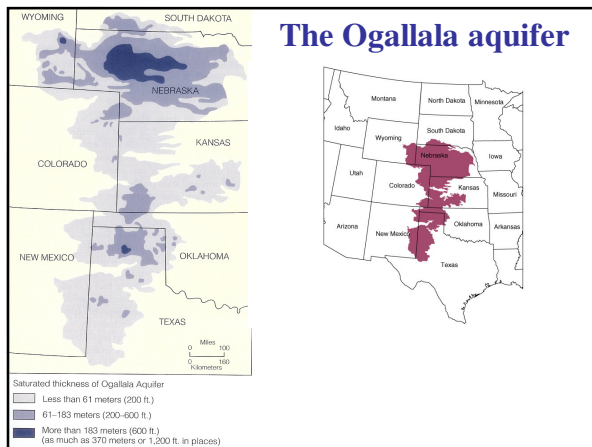 The Ogallala aquifer
WYOMING
SOUTH DAKOTA
NEBRASKA
COLORADO
KANSAS
NEW MEXICO
OKLAHOMA
TEXAS
Miles
0 100
0 160
Kilometers
Saturated thickness of Ogallala Aquifer
Less than 61 meters (200 ft.)
61–183 meters (200–600 ft.)
More than 183 meters (600 ft.)
(as much as 370 meters or 1,200 ft. in places)
Montana
North Dakota
Minnesota
Idaho
Wyoming
South Dakota
Nebraska
Iowa
Utah
Colorado
Kansas
Missouri
Arizona
New Mexico
Oklahoma
Arkansas
Texas